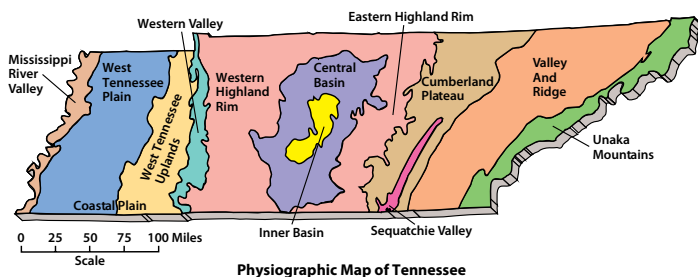 Western Valley
Eastern Highland Rim
Mississippi
River
Valley
West
Tennessee
Plain
Western
Highland
Rim
Central
Basin
Cumberland
Plateau
Valley
And
Ridge
West Tennessee
Uplands
Unaka
Mountains
Coastal Plain
Inner Basin
Sequatchie Valley
0 25 50 75 100 Miles
Scale
Physiographic Map of Tennessee